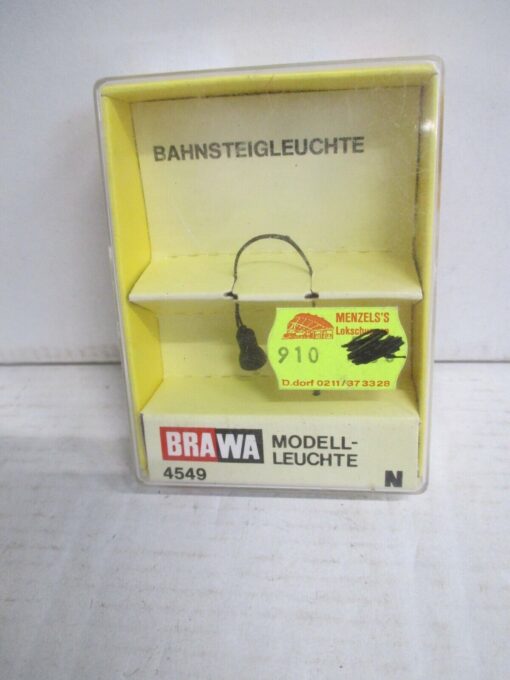 BAHNSTEIGLEUCHTE
MENZELS'S
910
D.dorf 0211/373328
BRAWA MODELL-
LEUCHTE
4549
N